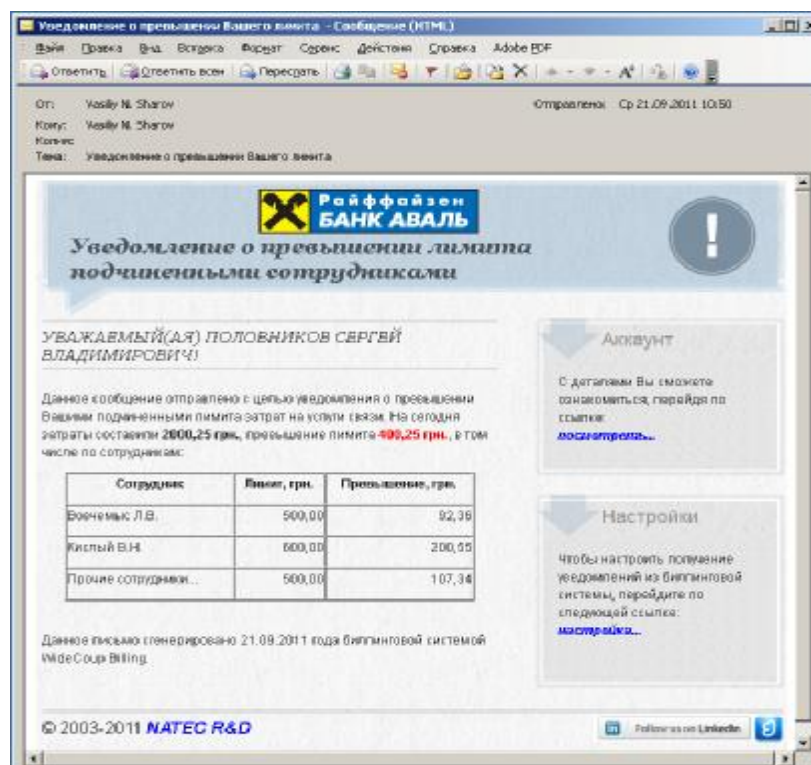 Уведомление о превышении Вашего лимита - Сообщение (HTML)
Файл Правка Вид Вставка Формат Сервис Действия Справка Adobe PDF
Ответить Ответить всем Переслать
От: Vasiliy N. Sharov Отправлено: Ср 21.09.2011 10:50
Кому: Vasiliy N. Sharov
Копия:
Тема: Уведомление о превышении Вашего лимита
Райффайзен
БАНК АВАЛЬ
Уведомление о превышении лимита
подчиненными сотрудниками
!
УВАЖАЕМЫЙ(АЯ) ПОЛОВНИКОВ СЕРГЕЙ
ВЛАДИМИРОВИЧ!
Данное сообщение отправлено с целью уведомления о превышении
Вашими подчиненными лимита затрат на услуги связи. На сегодня
затраты составили 2000,25 грн., превышение лимита 400,25 грн., в том
числе по сотрудникам:
Сотрудник Лимит, грн. Превышение, грн.
Л.В. 500,00 92,36
Кислый В.Н. 600,00 200,55
Прочие сотрудники... 500,00 107,34
Данное письмо сгенерировано 21.09.2011 года биллинговой системой
WideCoup Billing
Аккаунт
С деталями Вы сможете
ознакомиться, перейдя по
ссылке:
посмотреть...
Настройки
Чтобы настроить получение
уведомлений из биллинговой
системы, перейдите по
следующей ссылке:
настройка...
© 2003-2011 NATEC R&D
in Follow us on LinkedIn